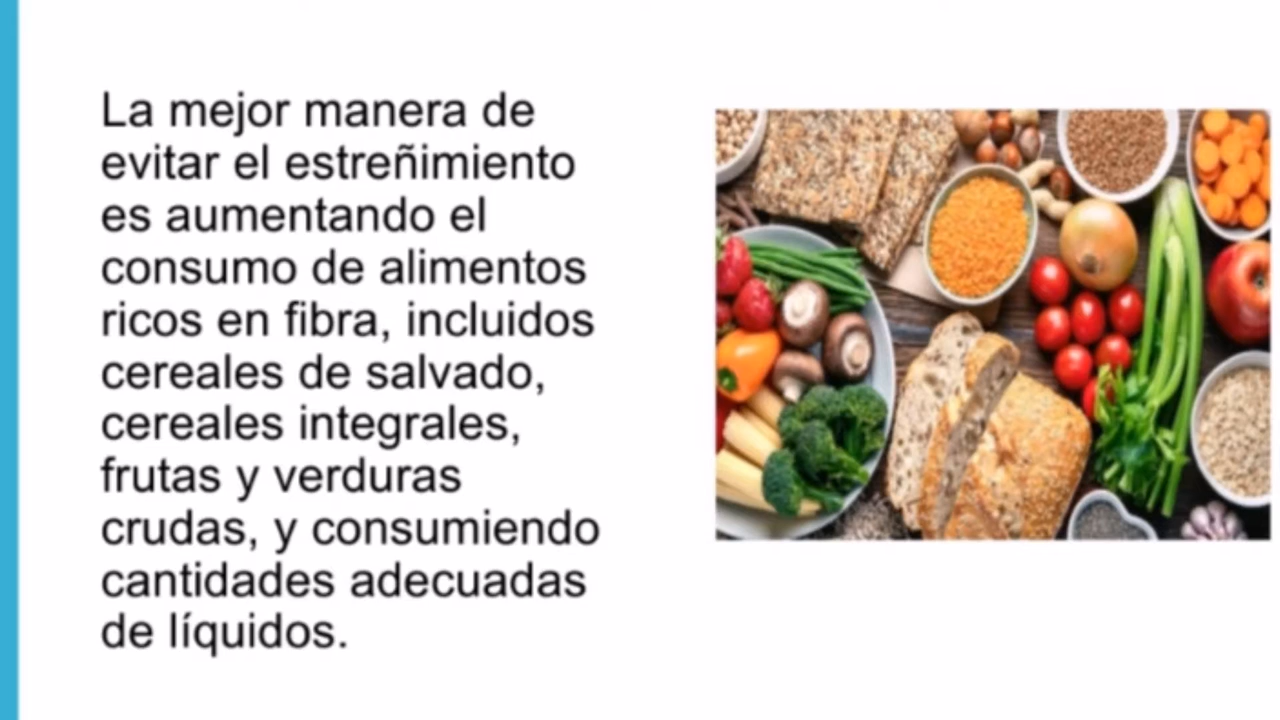 La mejor manera de
evitar el estreñimiento
es aumentando el
consumo de alimentos
ricos en fibra, incluidos
cereales de salvado,
cereales integrales,
frutas y verduras
crudas, y consumiendo
cantidades adecuadas
de líquidos.